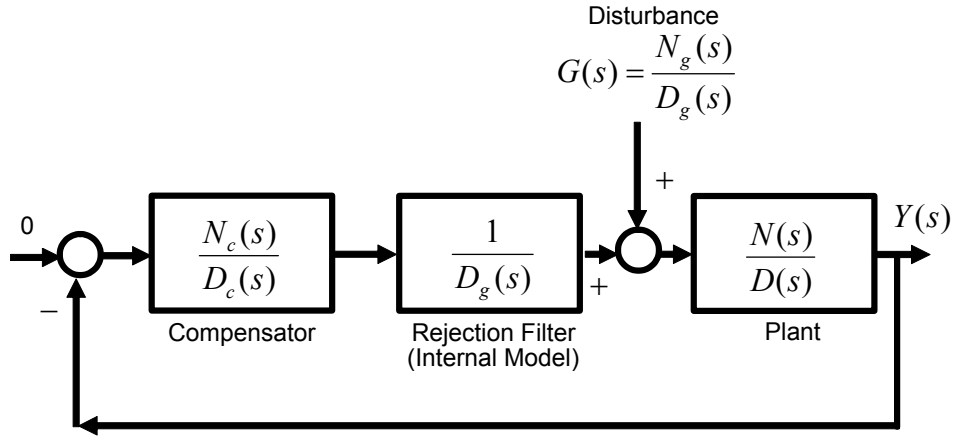 Disturbance
G(s) = N_g(s) / D_g(s)
+
0
N_c(s) / D_c(s)
1 / D_g(s)
+
N(s) / D(s)
Y(s)
−
Compensator
Rejection Filter
(Internal Model)
Plant